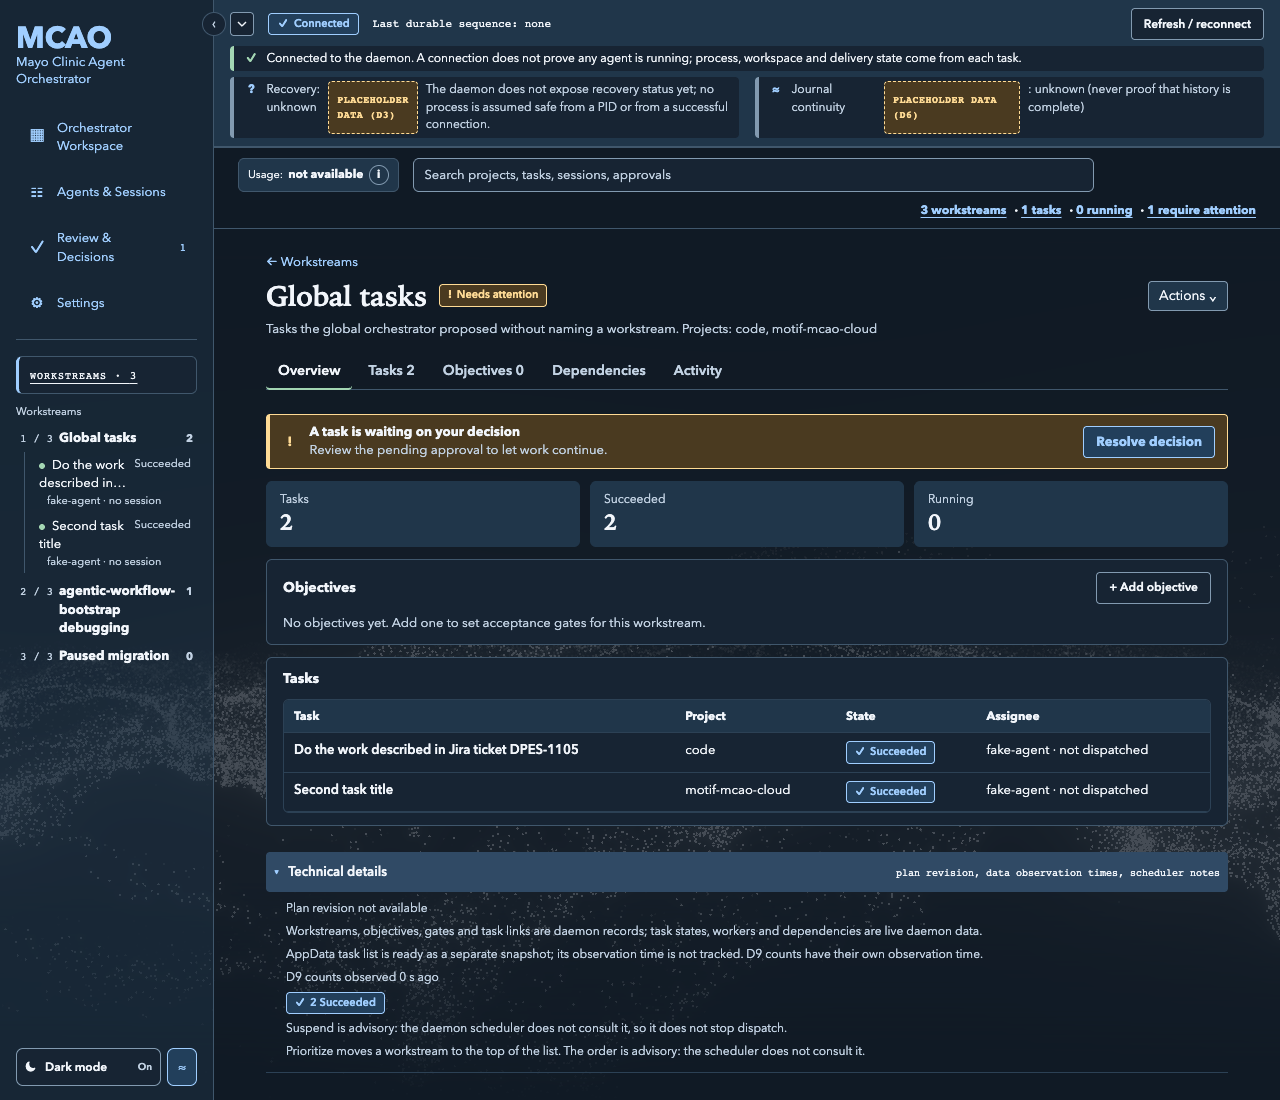 MCAO
Mayo Clinic Agent
Orchestrator
Orchestrator
Workspace
Agents & Sessions
Review &
Decisions
1
Settings
WORKSTREAMS · 3
Workstreams
1 / 3 Global tasks 2
Do the work Succeeded
described in…
fake-agent · no session
Second task Succeeded
title
fake-agent · no session
2 / 3 agentic-workflow- 1
bootstrap
debugging
3 / 3 Paused migration 0
Dark mode On
≈
‹
✓ Connected
Last durable sequence: none
Refresh / reconnect
✓ Connected to the daemon. A connection does not prove any agent is running; process, workspace and delivery state come from each task.
? Recovery:
unknown
PLACEHOLDER
DATA (D3)
The daemon does not expose recovery status yet; no
process is assumed safe from a PID or from a successful
connection.
≈ Journal
continuity
PLACEHOLDER DATA
(D6)
: unknown (never proof that history is
complete)
Usage: not available i
Search projects, tasks, sessions, approvals
3 workstreams · 1 tasks · 0 running · 1 require attention
← Workstreams
Global tasks
! Needs attention
Actions
Tasks the global orchestrator proposed without naming a workstream. Projects: code, motif-mcao-cloud
Overview Tasks 2 Objectives 0 Dependencies Activity
! A task is waiting on your decision
Review the pending approval to let work continue.
Resolve decision
Tasks
2
Succeeded
2
Running
0
Objectives
+ Add objective
No objectives yet. Add one to set acceptance gates for this workstream.
Tasks
Task Project State Assignee
Do the work described in Jira ticket DPES-1105 code ✓ Succeeded fake-agent · not dispatched
Second task title motif-mcao-cloud ✓ Succeeded fake-agent · not dispatched
Technical details
plan revision, data observation times, scheduler notes
Plan revision not available
Workstreams, objectives, gates and task links are daemon records; task states, workers and dependencies are live daemon data.
AppData task list is ready as a separate snapshot; its observation time is not tracked. D9 counts have their own observation time.
D9 counts observed 0 s ago
✓ 2 Succeeded
Suspend is advisory: the daemon scheduler does not consult it, so it does not stop dispatch.
Prioritize moves a workstream to the top of the list. The order is advisory: the scheduler does not consult it.